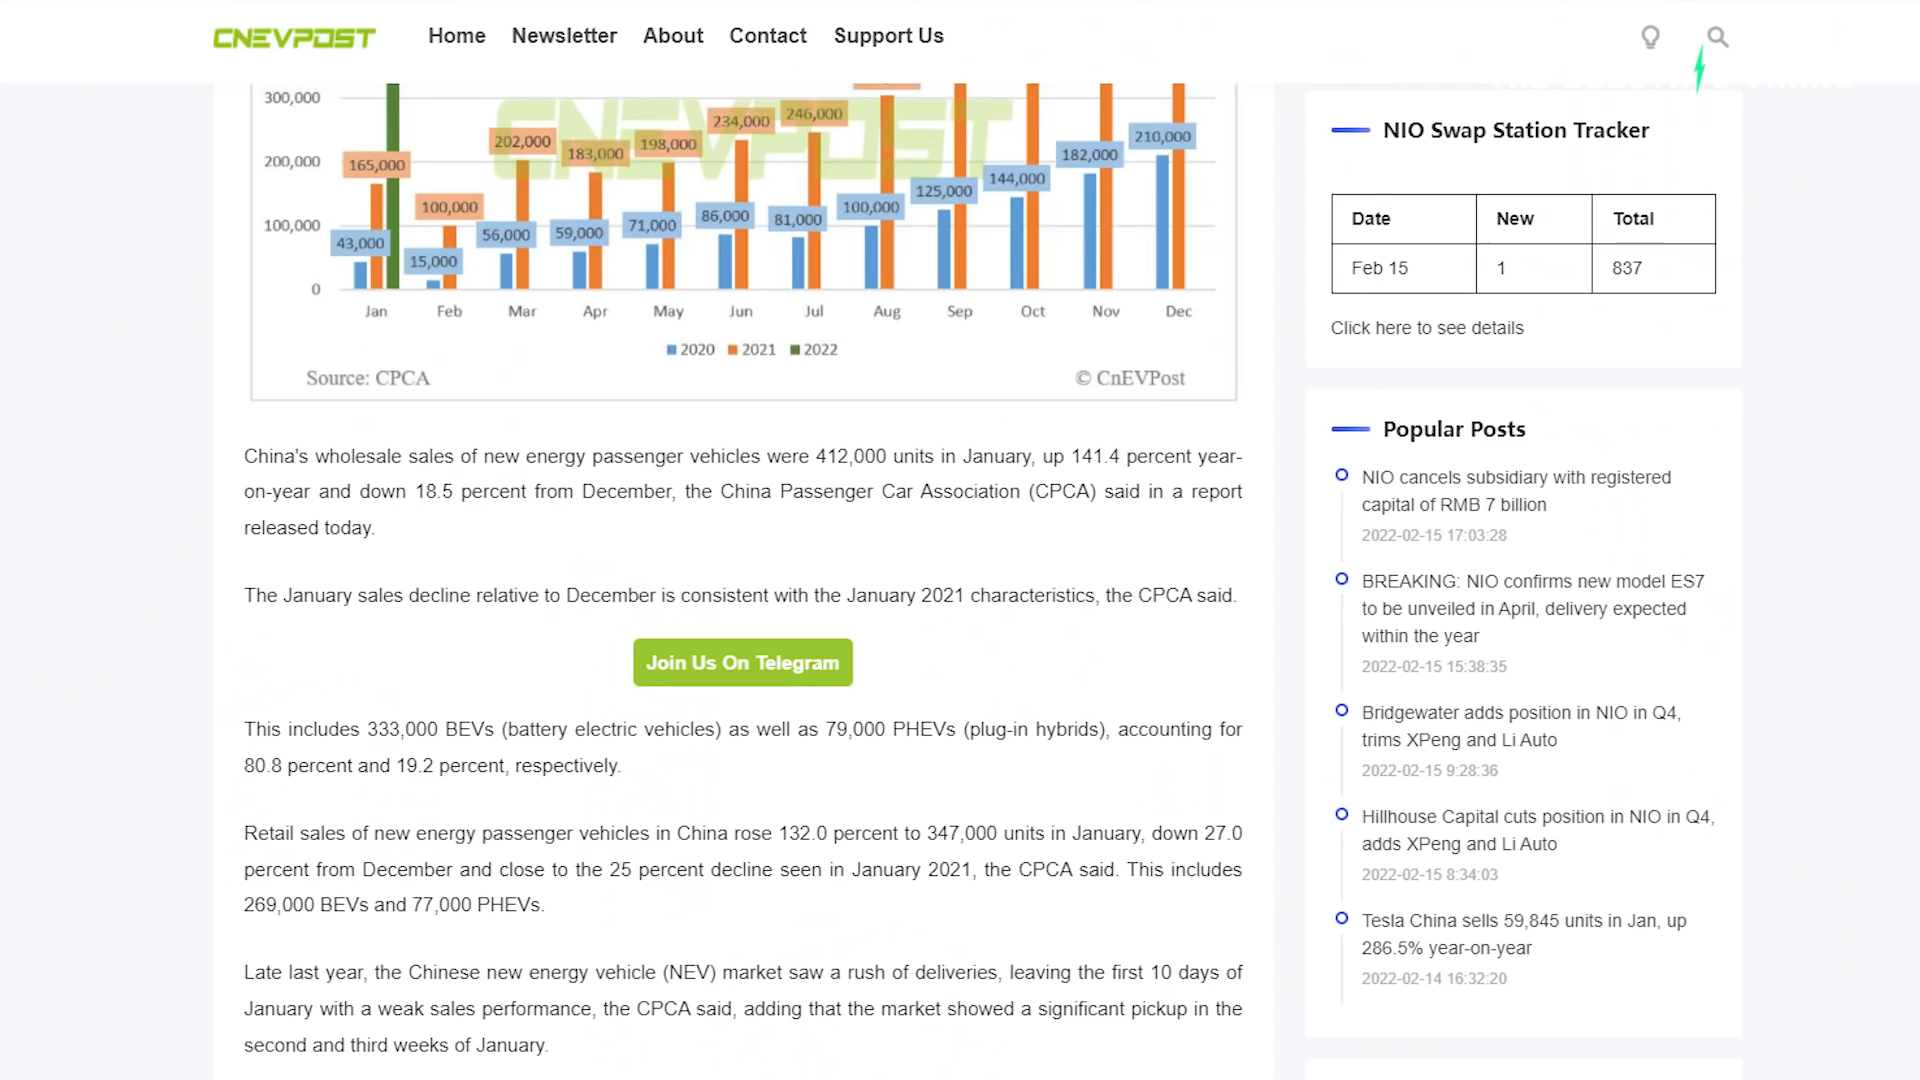 CNEVPOST
Home Newsletter About Contact Support Us
300,000
200,000
100,000
0
CNEVPOST
165,000
100,000
202,000
183,000
198,000
234,000
246,000
43,000
15,000
56,000
59,000
71,000
86,000
81,000
100,000
125,000
144,000
182,000
210,000
Jan Feb Mar Apr May Jun Jul Aug Sep Oct Nov Dec
2020 2021 2022
Source: CPCA
© CnEVPost
China's wholesale sales of new energy passenger vehicles were 412,000 units in January, up 141.4 percent year-
on-year and down 18.5 percent from December, the China Passenger Car Association (CPCA) said in a report
released today.
The January sales decline relative to December is consistent with the January 2021 characteristics, the CPCA said.
Join Us On Telegram
This includes 333,000 BEVs (battery electric vehicles) as well as 79,000 PHEVs (plug-in hybrids), accounting for
80.8 percent and 19.2 percent, respectively.
Retail sales of new energy passenger vehicles in China rose 132.0 percent to 347,000 units in January, down 27.0
percent from December and close to the 25 percent decline seen in January 2021, the CPCA said. This includes
269,000 BEVs and 77,000 PHEVs.
Late last year, the Chinese new energy vehicle (NEV) market saw a rush of deliveries, leaving the first 10 days of
January with a weak sales performance, the CPCA said, adding that the market showed a significant pickup in the
second and third weeks of January.
NIO Swap Station Tracker
Date New Total
Feb 15 1 837
Click here to see details
Popular Posts
NIO cancels subsidiary with registered
capital of RMB 7 billion
2022-02-15 17:03:28
BREAKING: NIO confirms new model ES7
to be unveiled in April, delivery expected
within the year
2022-02-15 15:38:35
Bridgewater adds position in NIO in Q4,
trims XPeng and Li Auto
2022-02-15 9:28:36
Hillhouse Capital cuts position in NIO in Q4,
adds XPeng and Li Auto
2022-02-15 8:34:03
Tesla China sells 59,845 units in Jan, up
286.5% year-on-year
2022-02-14 16:32:20